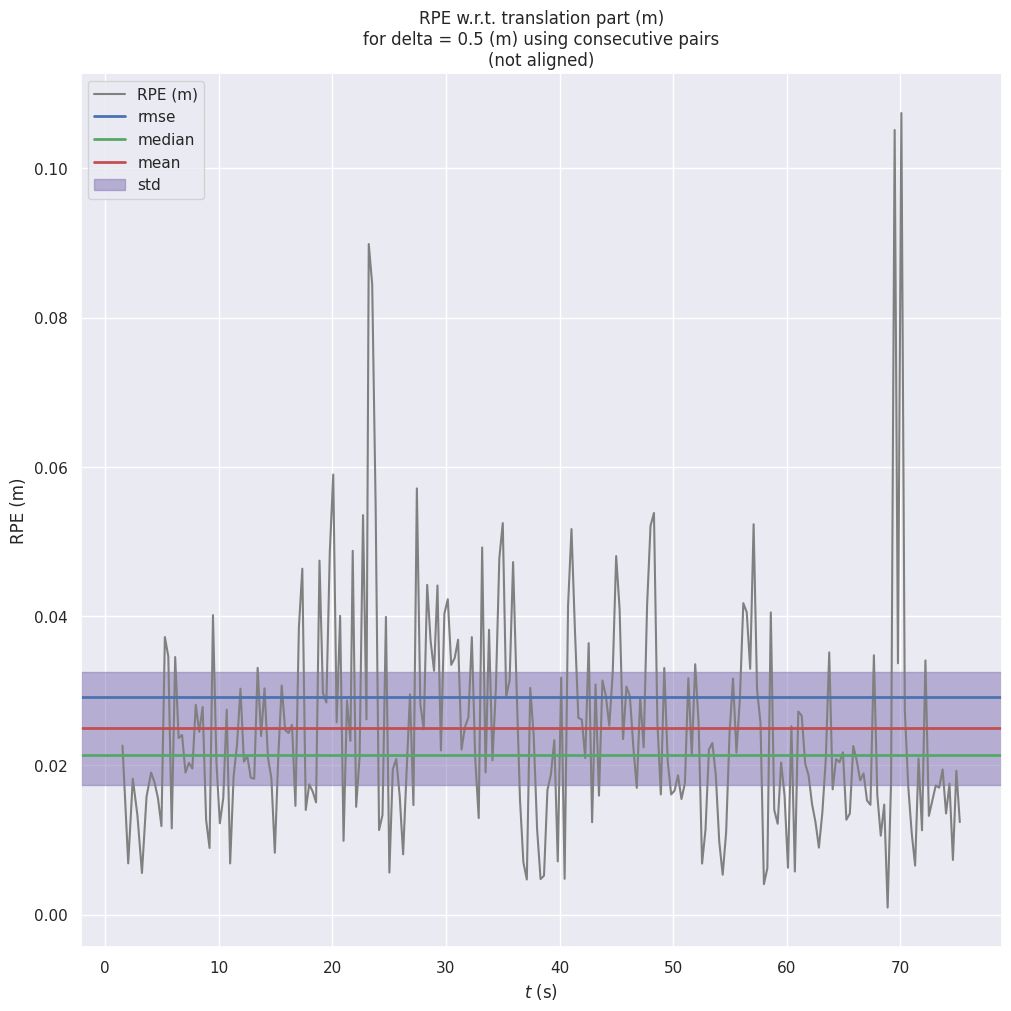 RPE w.r.t. translation part (m)
for delta = 0.5 (m) using consecutive pairs
(not aligned)
RPE (m)
rmse
median
mean
std
0.10
0.08
0.06
0.04
0.02
0.00
RPE (m)
0 10 20 30 40 50 60 70
t (s)